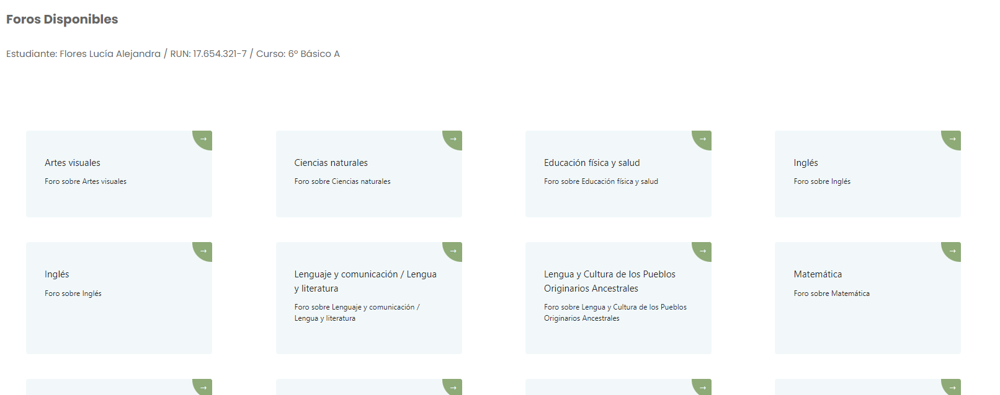 Foros Disponibles
Estudiante: Flores Lucía Alejandra / RUN: 17.654.321-7 / Curso: 6° Básico A
→
→
→
→
Artes visuales
Foro sobre Artes visuales
Ciencias naturales
Foro sobre Ciencias naturales
Educación física y salud
Foro sobre Educación física y salud
Inglés
Foro sobre Inglés
→
→
→
→
Inglés
Foro sobre Inglés
Lenguaje y comunicación / Lengua
y literatura
Foro sobre Lenguaje y comunicación /
Lengua y literatura
Lengua y Cultura de los Pueblos
Originarios Ancestrales
Foro sobre Lengua y Cultura de los Pueblos
Originarios Ancestrales
Matemática
Foro sobre Matemática
→
→
→
→